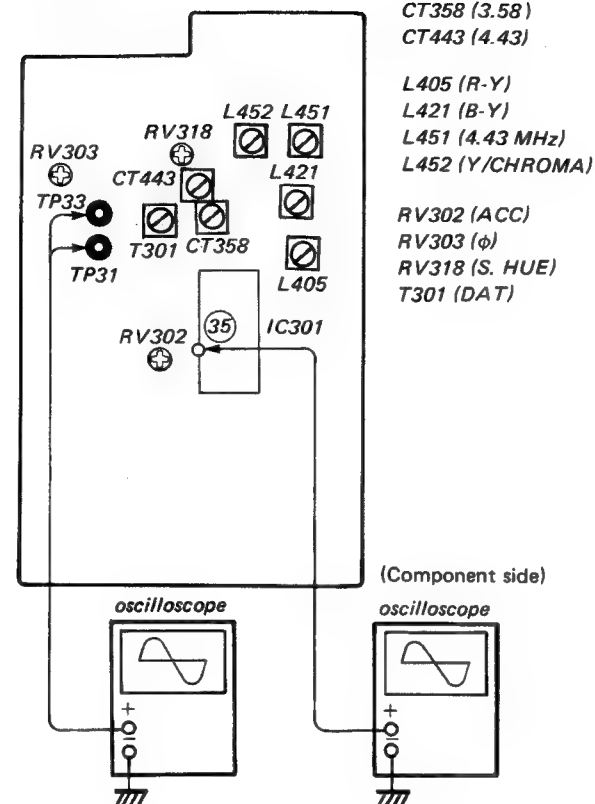 CT358 (3.58)
CT443 (4.43)
L405 (R-Y)
L421 (B-Y)
L451 (4.43 MHz)
L452 (Y/CHROMA)
RV302 (ACC)
RV303 (φ)
RV318 (S. HUE)
T301 (DAT)
L452 L451
RV318
RV303
L421
CT443
TP33
T301 CT358
TP31
L405
35 IC301
RV302
(Component side)
oscilloscope
oscilloscope
+
−
+
−